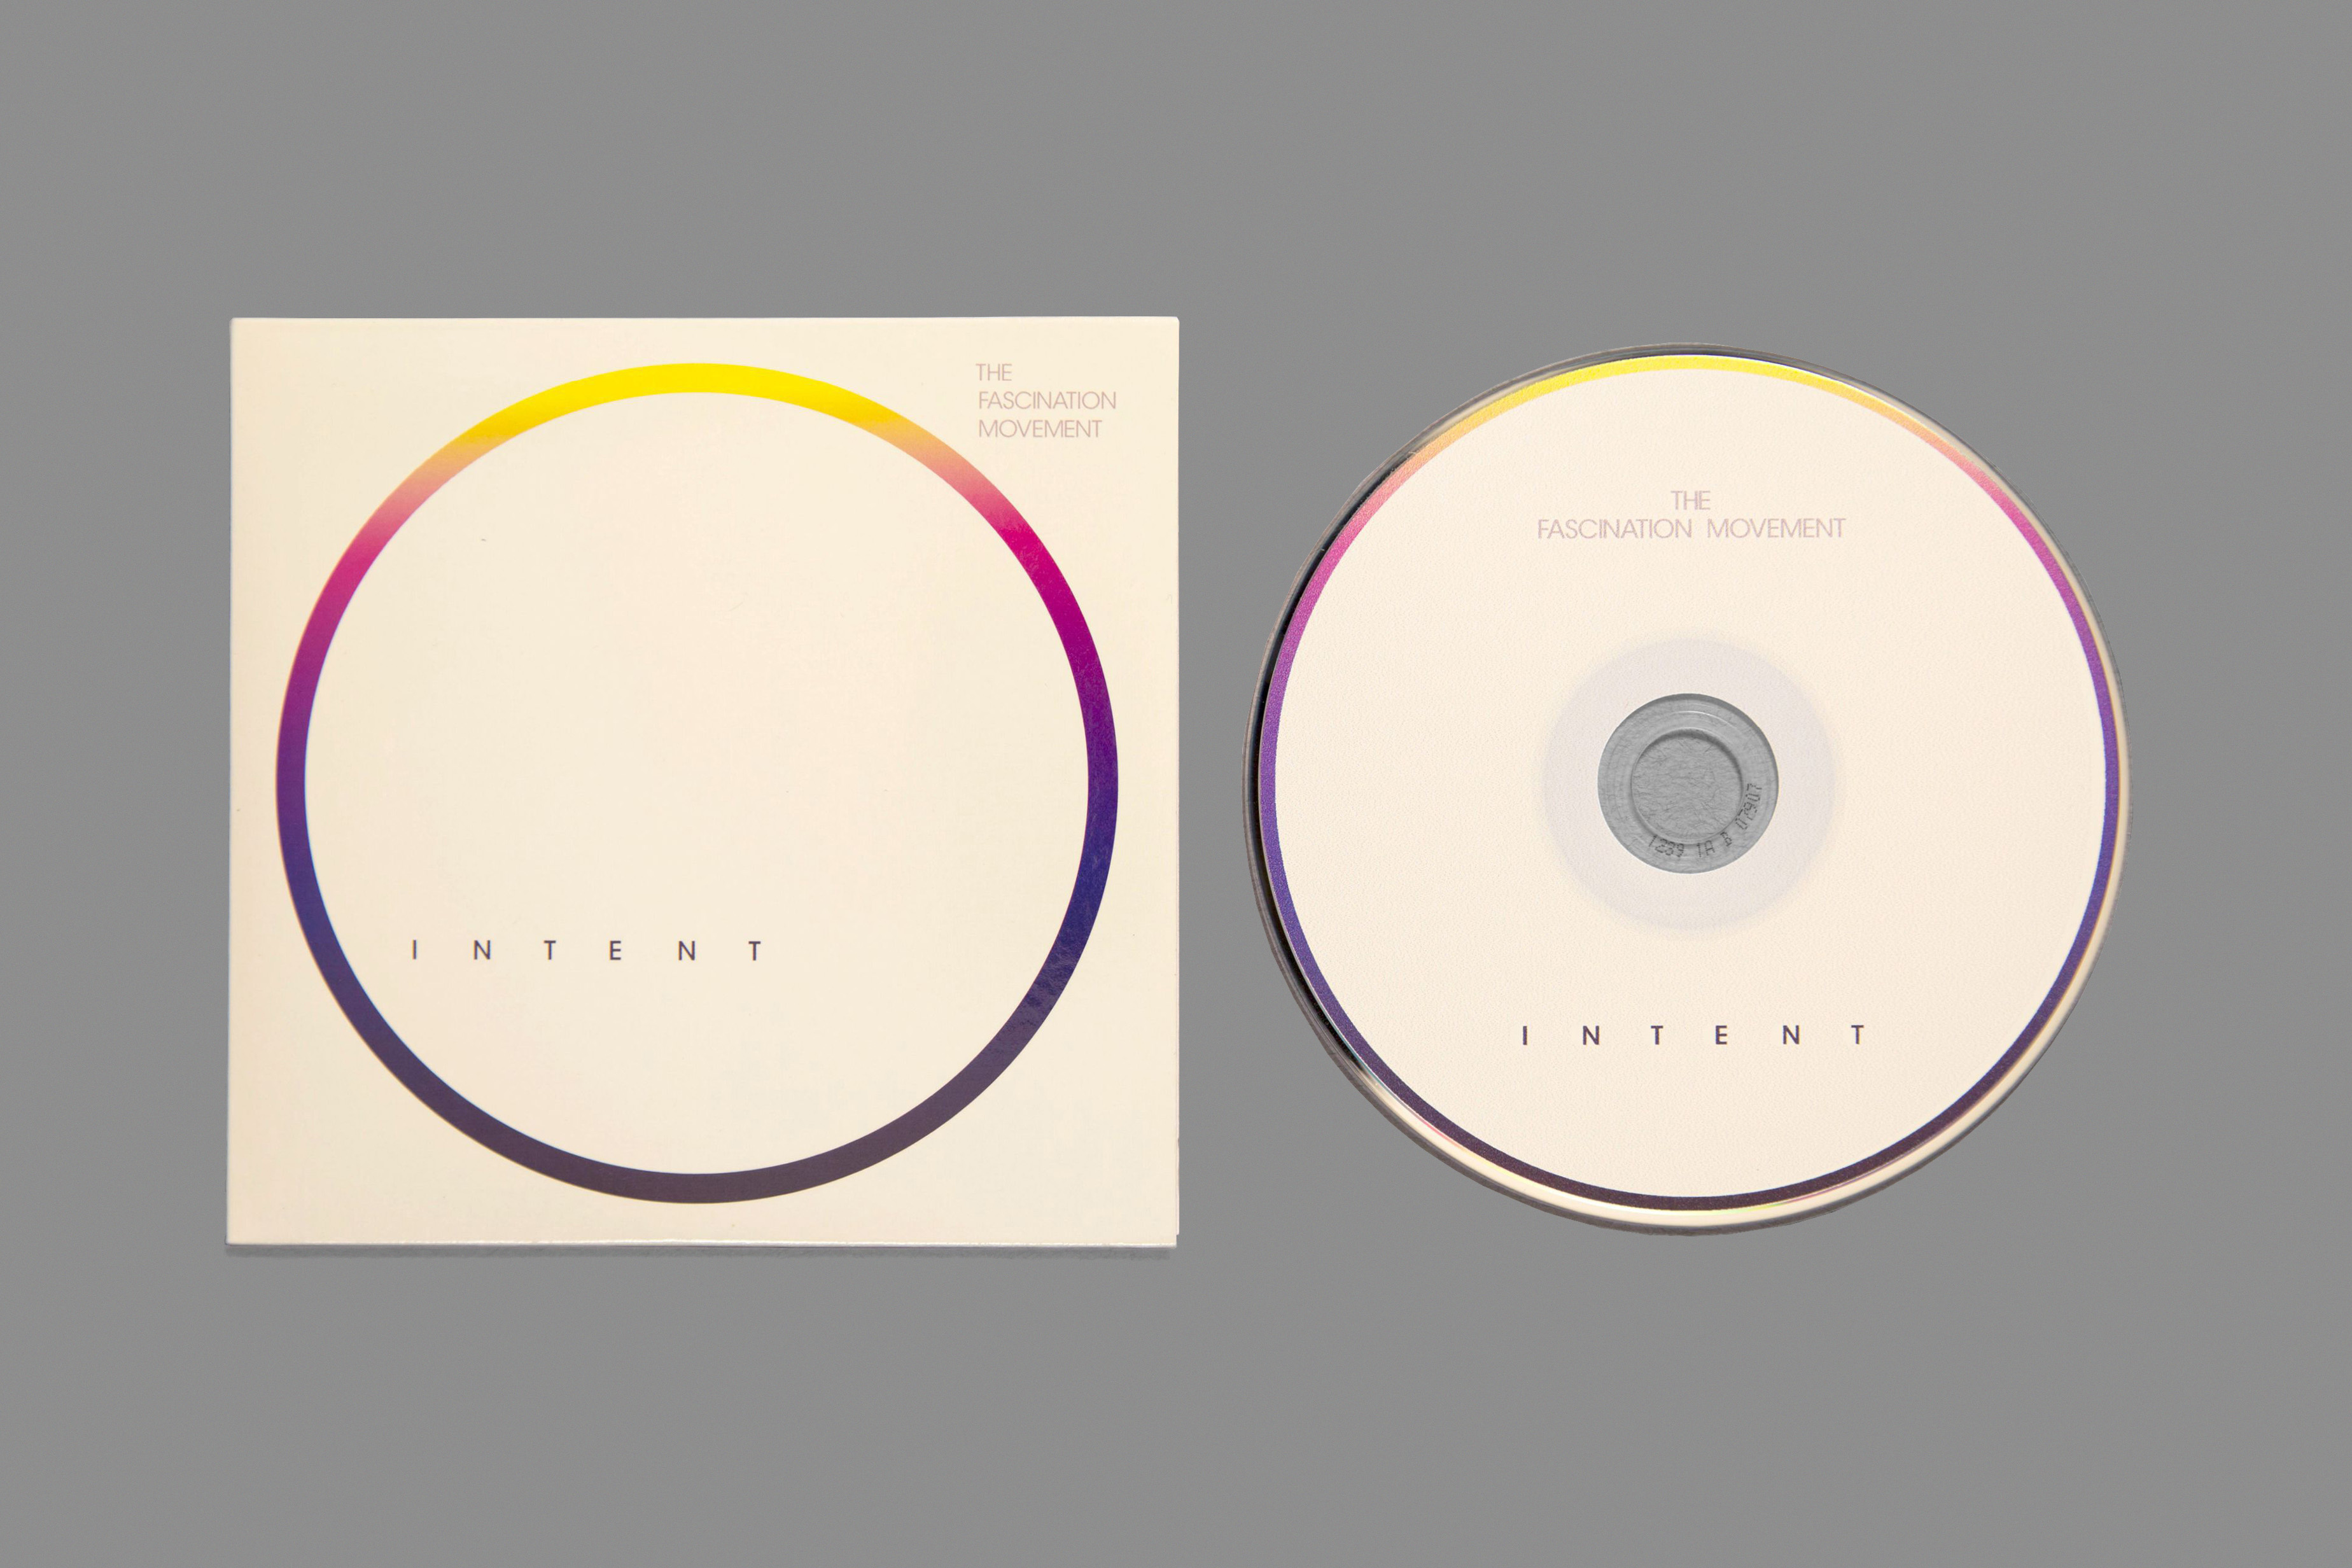 THE
FASCINATION
MOVEMENT
I N T E N T
THE
FASCINATION MOVEMENT
I N T E N T